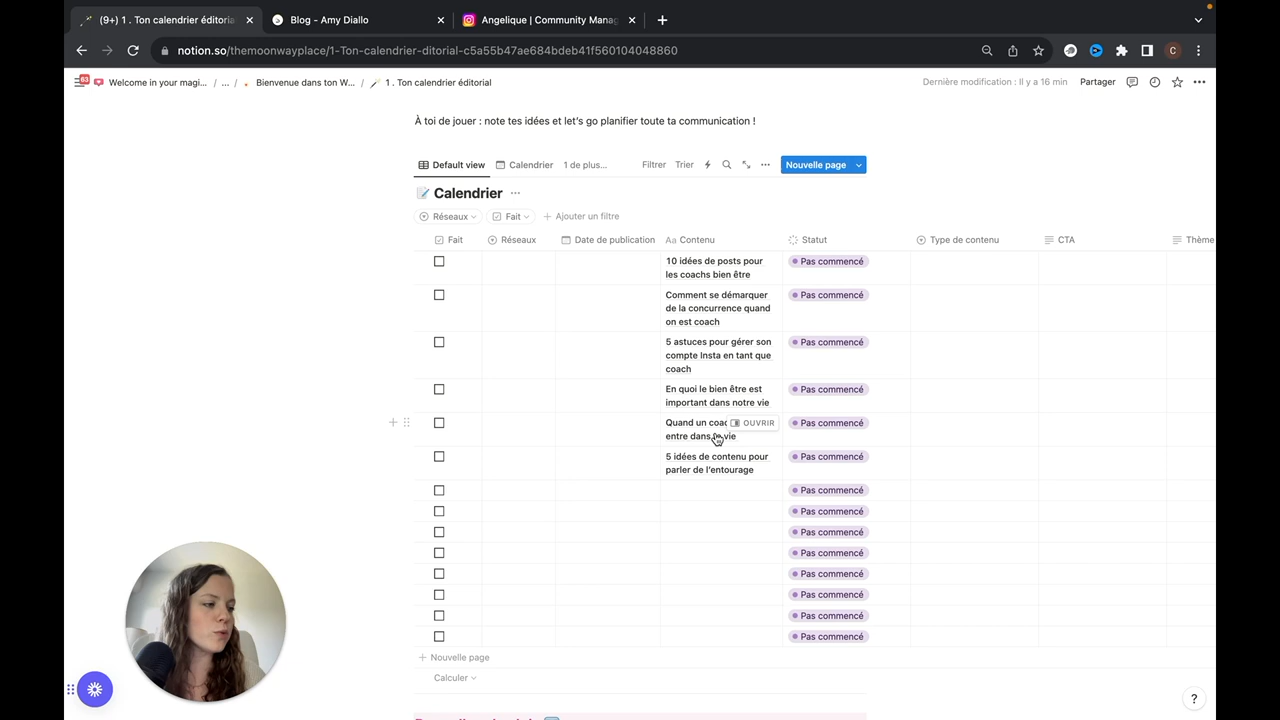 (9+) 1 . Ton calendrier éditoria
Blog - Amy Diallo
Angelique | Community Manag
notion.so/themoonwayplace/1-Ton-calendrier-ditorial-c5a55b47ae684bdeb41f560104048860
C
63
Welcome in your magi... / ... / Bienvenue dans ton W... / 1 . Ton calendrier éditorial
Dernière modification : Il y a 16 min
Partager
À toi de jouer : note tes idées et let's go planifier toute ta communication !
Default view
Calendrier
1 de plus...
Filtrer
Trier
Nouvelle page
Calendrier
Réseaux
Fait
Ajouter un filtre
Fait
Réseaux
Date de publication
Aa Contenu
Statut
Type de contenu
CTA
Thème
10 idées de posts pour
les coachs bien être
Pas commencé
Comment se démarquer
de la concurrence quand
on est coach
Pas commencé
5 astuces pour gérer son
compte Insta en tant que
coach
Pas commencé
En quoi le bien être est
important dans notre vie
Pas commencé
Quand un coac
OUVRIR
entre dans vie
Pas commencé
5 idées de contenu pour
parler de l'entourage
Pas commencé
Pas commencé
Pas commencé
Pas commencé
Pas commencé
Pas commencé
Pas commencé
Pas commencé
Pas commencé
Nouvelle page
Calculer
?